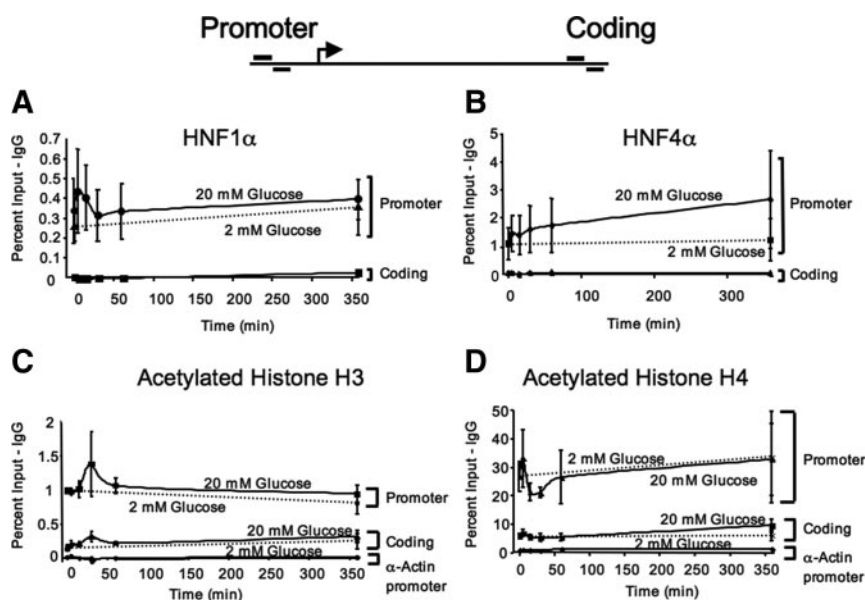 Promoter Coding
A
HNF1α
Percent Input - IgG
0.7
0.6
0.5
0.4
0.3
0.2
0.1
0
20 mM Glucose
2 mM Glucose
Promoter
Coding
0 50 100 150 200 250 300 350
Time (min)
B
HNF4α
Percent Input - IgG
5
4
3
2
1
0
20 mM Glucose
2 mM Glucose
Promoter
Coding
0 100 200 300
Time (min)
C
Acetylated Histone H3
Percent Input - IgG
2
1.5
1
0.5
0
20 mM Glucose
2 mM Glucose
Promoter
20 mM Glucose
2 mM Glucose
Coding
α-Actin
promoter
0 50 100 150 200 250 300 350
Time (min)
D
Acetylated Histone H4
Percent Input - IgG
50
40
30
20
10
0
2 mM Glucose
20 mM Glucose
Promoter
20 mM Glucose
2 mM Glucose
Coding
α-Actin
promoter
0 50 100 150 200 250 300 350
Time (min)